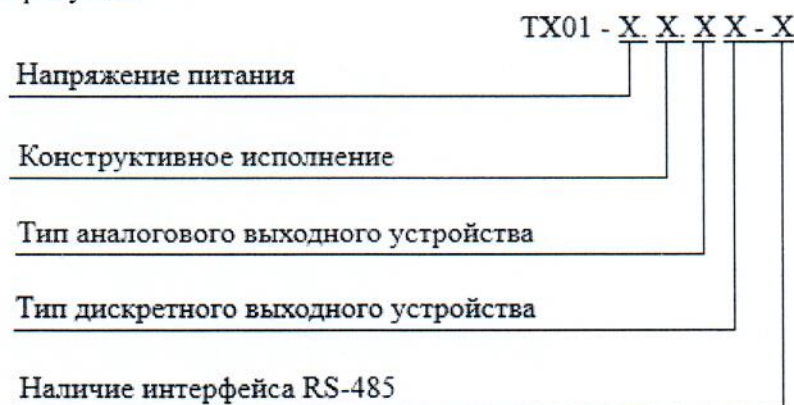 ТХ01 - Х. Х. Х Х - Х
Напряжение питания
Конструктивное исполнение
Тип аналогового выходного устройства
Тип дискретного выходного устройства
Наличие интерфейса RS-485